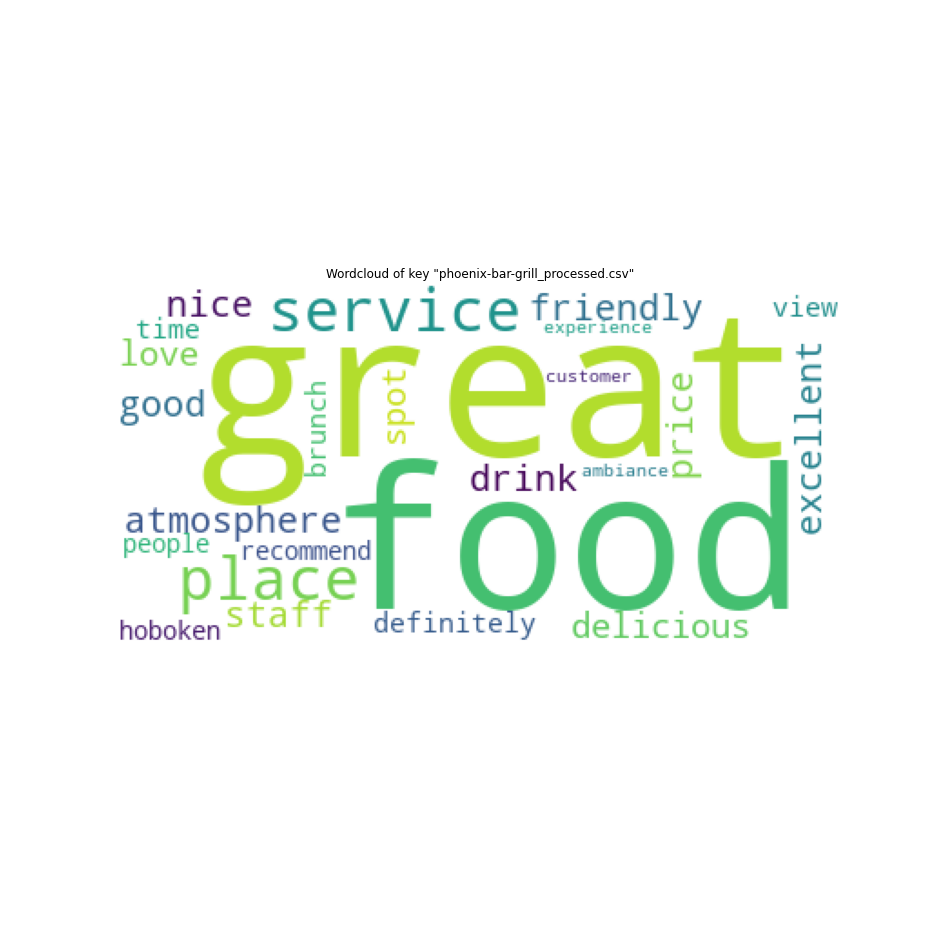 Wordcloud of key "phoenix-bar-grill_processed.csv"
nice
service
friendly
view
time
experience
love
great
customer
excellent
good
brunch
spot
price
drink
ambiance
food
atmosphere
people
recommend
place
staff
definitely
delicious
hoboken